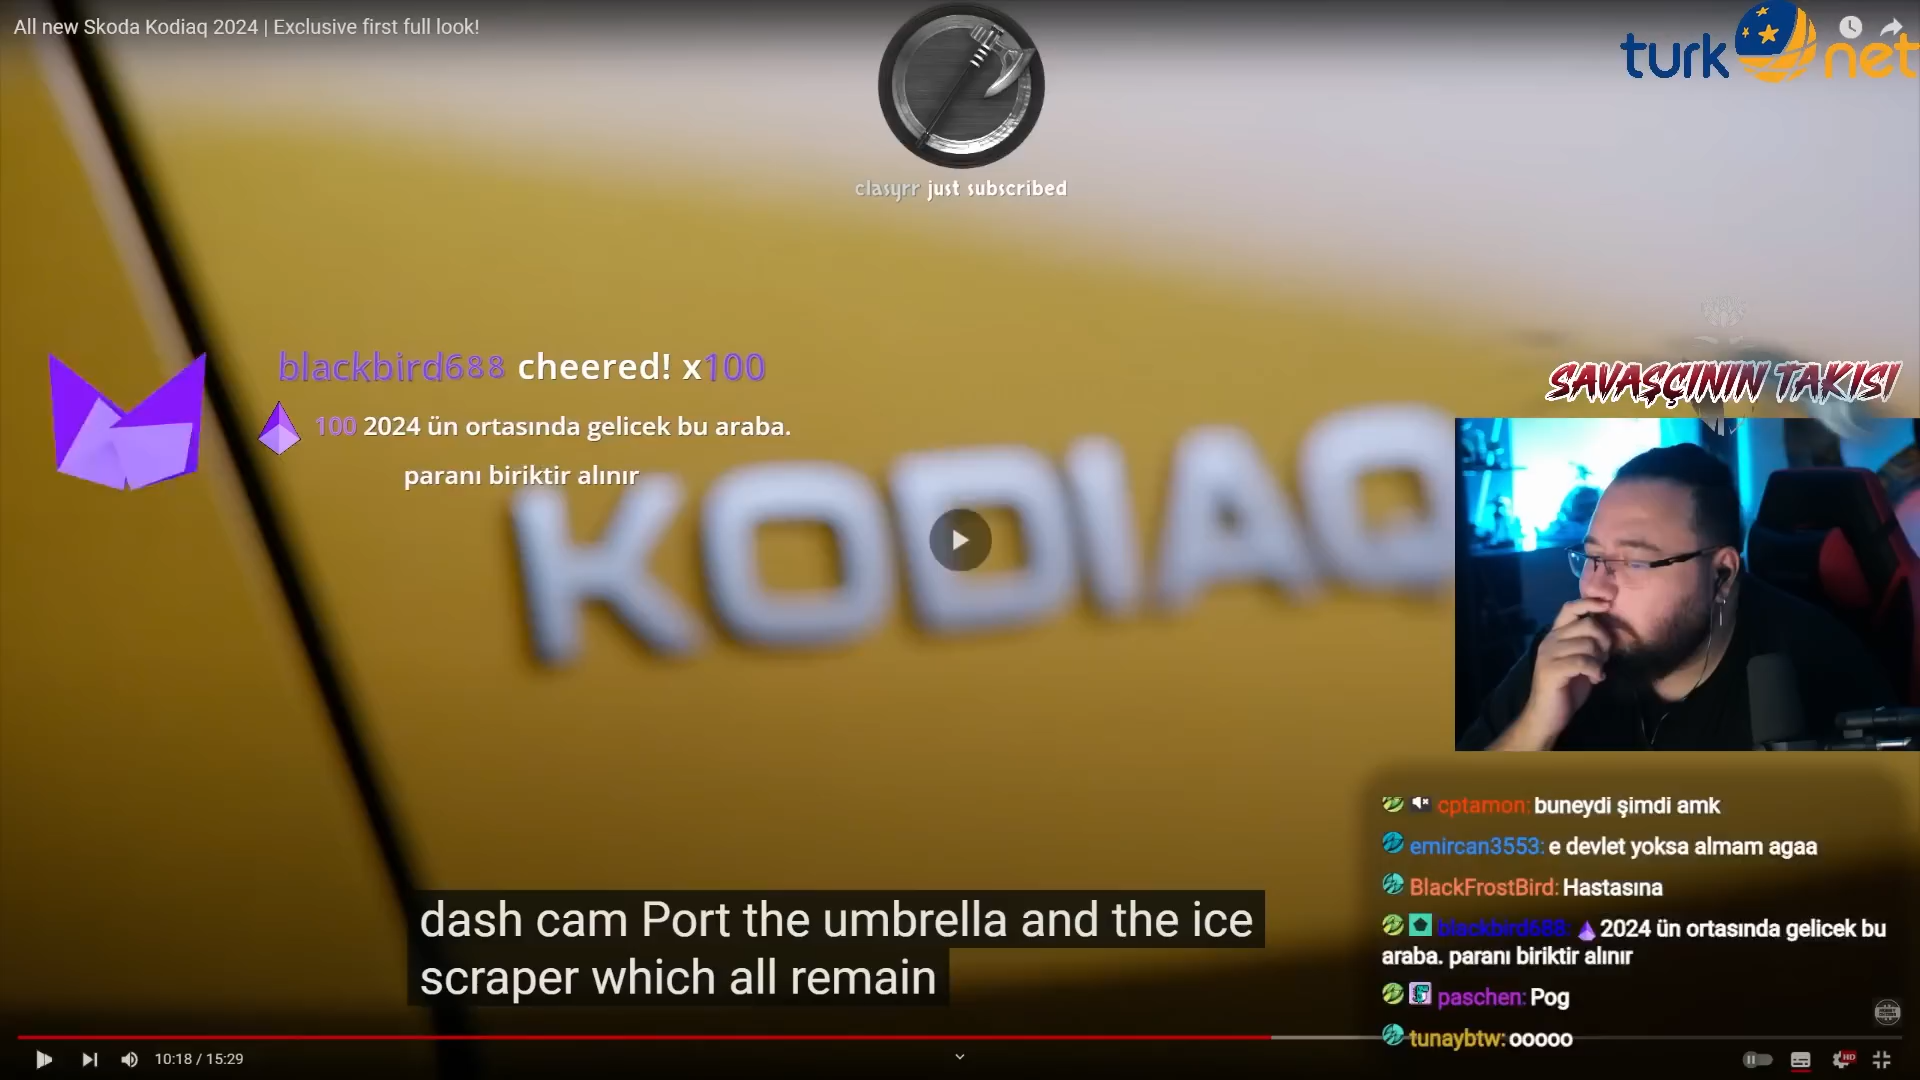 All new Skoda Kodiaq 2024 | Exclusive first full look!
turk net
clasyrr just subscribed
blackbird688 cheered! x100
100 2024 ün ortasında gelicek bu araba.
paranı biriktir alınır
SAVAŞÇININ TAKISI
KODIAQ
cptamon: buneydi şimdi amk
emircan3553: e devlet yoksa almam agaa
BlackFrostBird: Hastasına
blackbird688: 2024 ün ortasında gelicek bu
araba. paranı biriktir alınır
paschen: Pog
tunaybtw: ooooo
dash cam Port the umbrella and the ice
scraper which all remain
10:18 / 15:29
HD